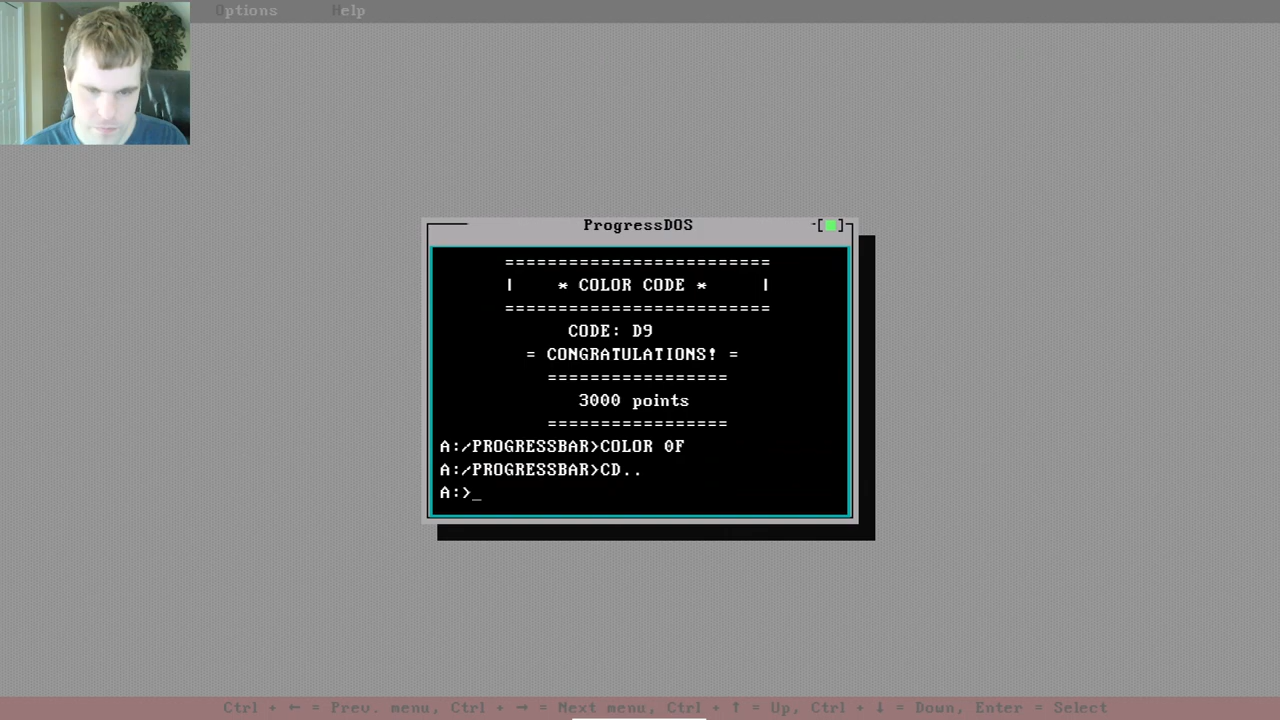 Options Help
ProgressDOS
[■]
=========================
| * COLOR CODE * |
=========================
CODE: D9
= CONGRATULATIONS! =
=================
3000 points
=================
A:/PROGRESSBAR>COLOR 0F
A:/PROGRESSBAR>CD..
A:>_
Ctrl + ← = Prev. menu, Ctrl + → = Next menu, Ctrl + ↑ = Up, Ctrl + ↓ = Down, Enter = Select